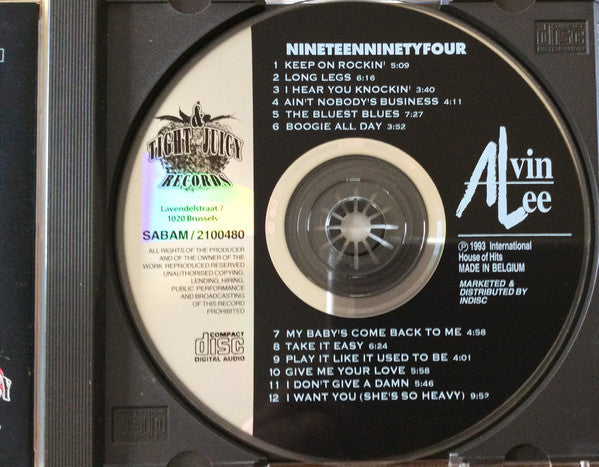 NINETEENNINETYFOUR
1 KEEP ON ROCKIN' 5:09
2 LONG LEGS 6:16
3 I HEAR YOU KNOCKIN' 3:40
4 AIN'T NOBODY'S BUSINESS 4:11
5 THE BLUEST BLUES 7:27
6 BOOGIE ALL DAY 3:52
&
TIGHT JUICY
RECORDS
Lavendelstraat 7
1020 Brussels
SABAM/2100480
ALL RIGHTS OF THE PRODUCER
AND OF THE OWNER OF THE
WORK REPRODUCED RESERVED
UNAUTHORISED COPYING,
LENDING, HIRING,
PUBLIC PERFORMANCE
AND BROADCASTING
OF THIS RECORD
PROHIBITED
COMPACT
disc
DIGITAL AUDIO
Alvin
Lee
℗ 1993 International
House of Hits
MADE IN BELGIUM
MARKETED &
DISTRIBUTED BY
INDISC
7 MY BABY'S COME BACK TO ME 4:58
8 TAKE IT EASY 6:24
9 PLAY IT LIKE IT USED TO BE 4:01
10 GIVE ME YOUR LOVE 5:58
11 I DON'T GIVE A DAMN 5:46
12 I WANT YOU (SHE'S SO HEAVY) 9:52